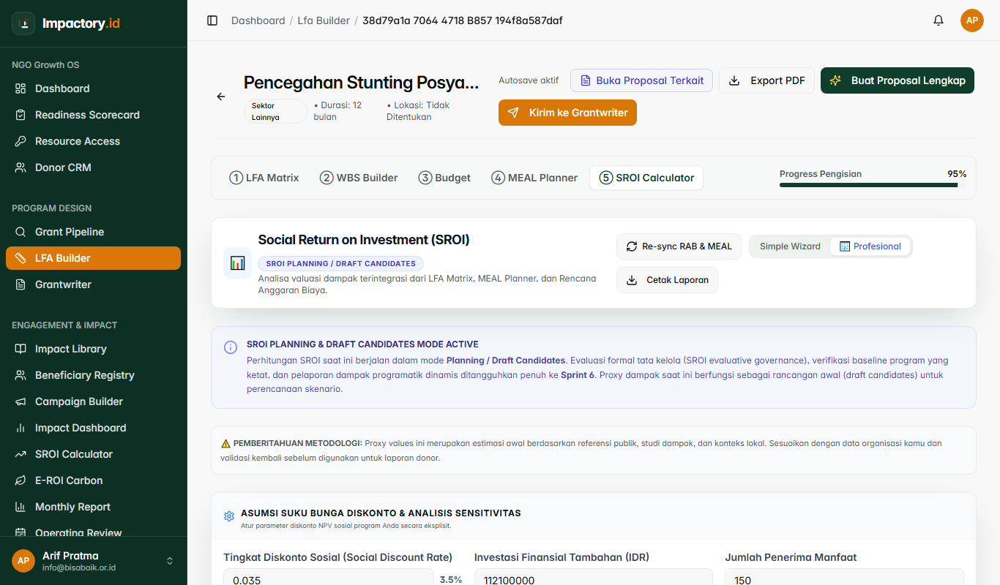 Impactory.id
NGO Growth OS
Dashboard
Readiness Scorecard
Resource Access
Donor CRM
PROGRAM DESIGN
Grant Pipeline
LFA Builder
Grantwriter
ENGAGEMENT & IMPACT
Impact Library
Beneficiary Registry
Campaign Builder
Impact Dashboard
SROI Calculator
E-ROI Carbon
Monthly Report
Operating Review
AP
Arif Pratma
info@bisabaik.or.id
Dashboard / Lfa Builder / 38d79a1a 7064 4718 B857 194f8a587daf
AP
Pencegahan Stunting Posya...
Sektor
Lainnya
• Durasi: 12
bulan
• Lokasi: Tidak
Ditentukan
Autosave aktif
Buka Proposal Terkait
Export PDF
Buat Proposal Lengkap
Kirim ke Grantwriter
1 LFA Matrix
2 WBS Builder
3 Budget
4 MEAL Planner
5 SROI Calculator
Progress Pengisian 95%
Social Return on Investment (SROI)
SROI PLANNING / DRAFT CANDIDATES
Analisa valuasi dampak terintegrasi dari LFA Matrix, MEAL Planner, dan Rencana
Anggaran Biaya.
Re-sync RAB & MEAL
Simple Wizard
Profesional
Cetak Laporan
SROI PLANNING & DRAFT CANDIDATES MODE ACTIVE
Perhitungan SROI saat ini berjalan dalam mode Planning / Draft Candidates. Evaluasi formal tata kelola (SROI evaluative governance), verifikasi baseline program yang
ketat, dan pelaporan dampak programatik dinamis ditangguhkan penuh ke Sprint 6. Proxy dampak saat ini berfungsi sebagai rancangan awal (draft candidates) untuk
perencanaan skenario.
⚠️ PEMBERITAHUAN METODOLOGI: Proxy values ini merupakan estimasi awal berdasarkan referensi publik, studi dampak, dan konteks lokal. Sesuaikan dengan data organisasi kamu dan
validasi kembali sebelum digunakan untuk laporan donor.
ASUMSI SUKU BUNGA DISKONTO & ANALISIS SENSITIVITAS
Atur parameter diskonto NPV sosial program Anda secara eksplisit.
Tingkat Diskonto Sosial (Social Discount Rate)
0.035
3.5%
Investasi Finansial Tambahan (IDR)
112100000
Jumlah Penerima Manfaat
150